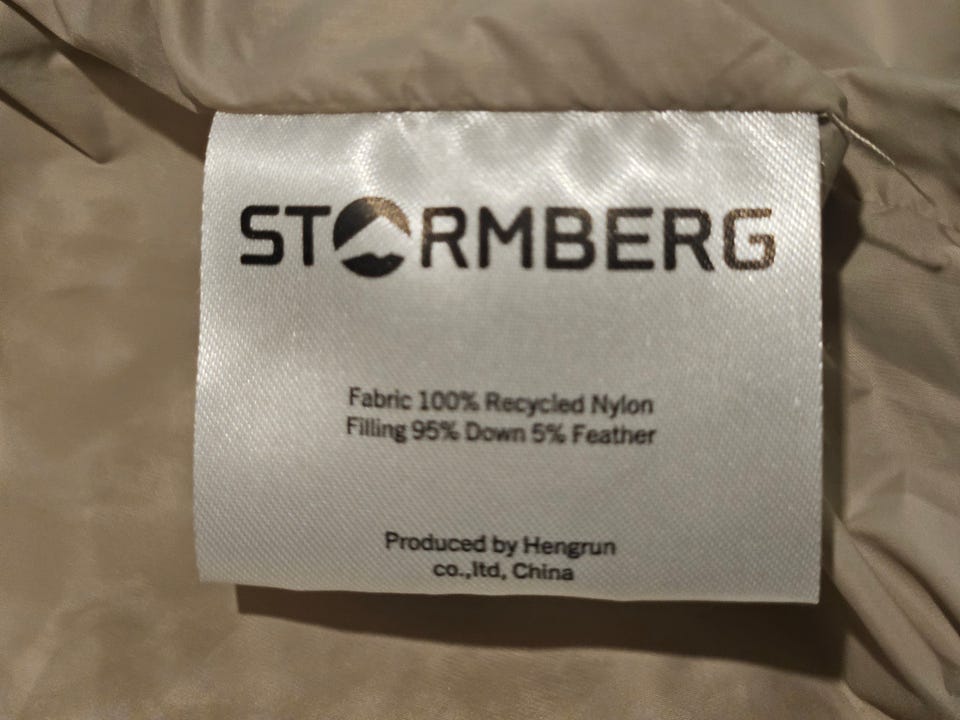 STORMBERG
Fabric 100% Recycled Nylon
Filling 95% Down 5% Feather
Produced by Hengrun
co.,ltd, China